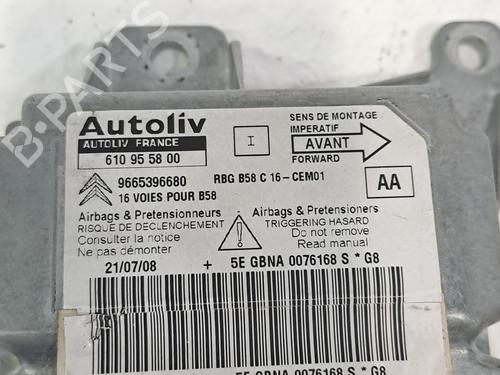 B-PARTS
Autoliv
AUTOLIV FRANCE
610 95 58 00
I
SENS DE MONTAGE
IMPERATIF
AVANT
FORWARD
9665396680
RBG B58 C 16-CEM01
16 VOIES POUR B58
AA
Airbags & Pretensionneurs
RISQUE DE DECLENCHEMENT
Consulter la notice
Ne pas démonter
Airbags & Pretensioners
TRIGGERING HASARD
Do not remove
Read manual
21/07/08 + 5E GBNA 0076168 S * G8
5E GBNA 0076168 S * G8